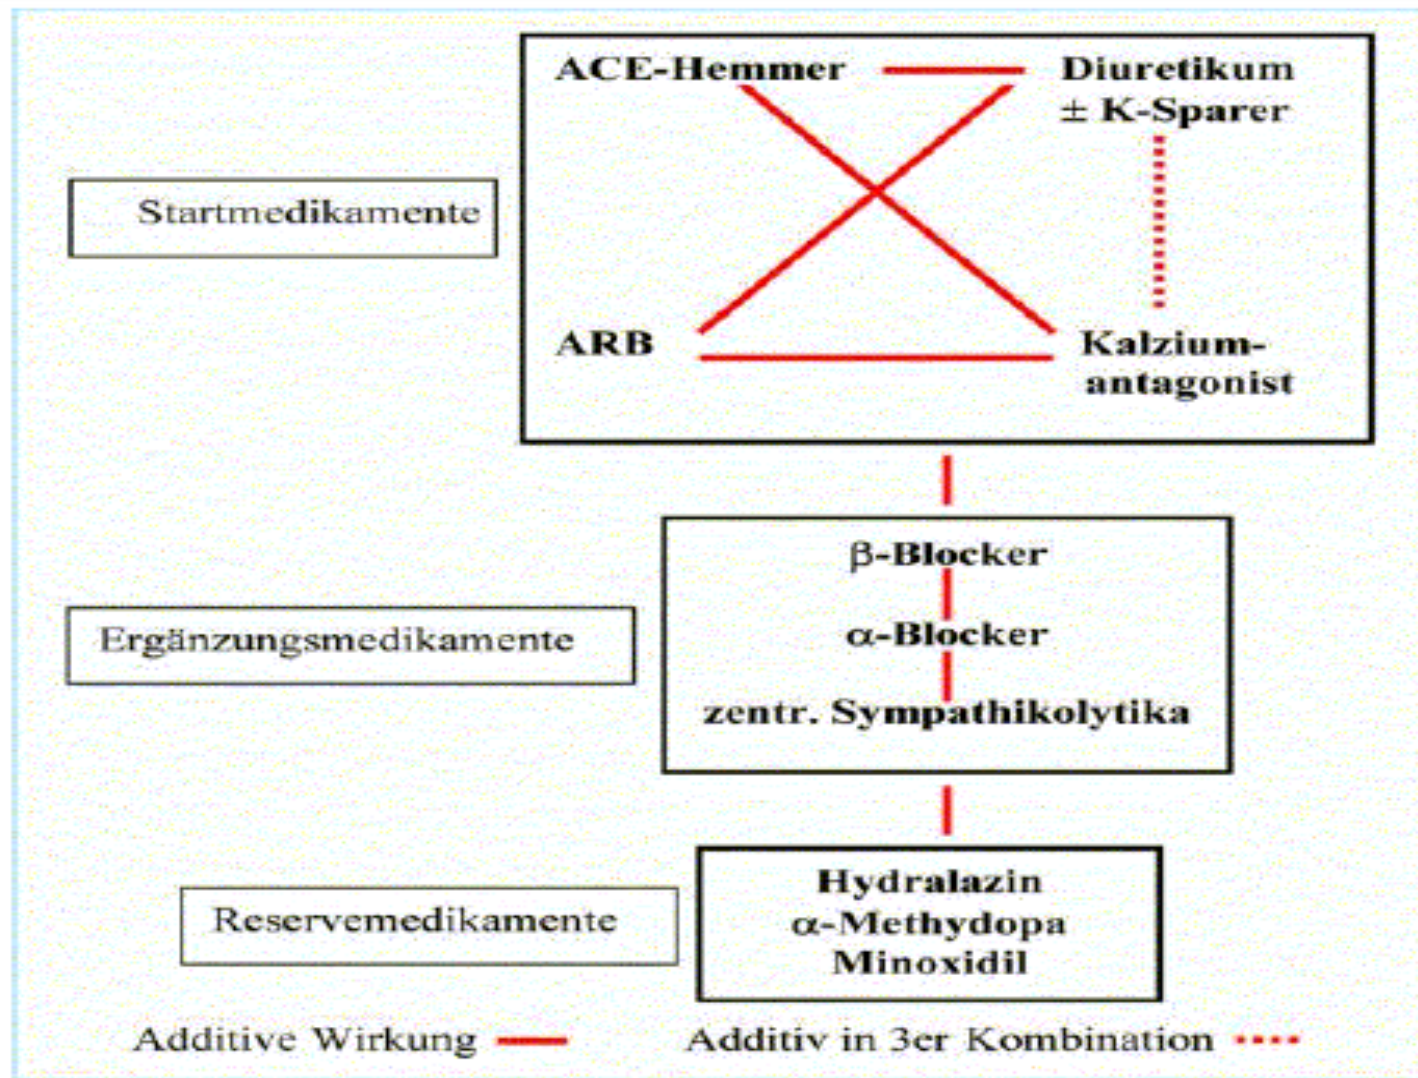 ACE-Hemmer
Diuretikum
± K-Sparer
Startmedikamente
ARB
Kalzium-
antagonist
β-Blocker
α-Blocker
zentr. Sympathikolytika
Ergänzungsmedikamente
Hydralazin
α-Methydopa
Minoxidil
Reservemedikamente
Additive Wirkung
Additiv in 3er Kombination